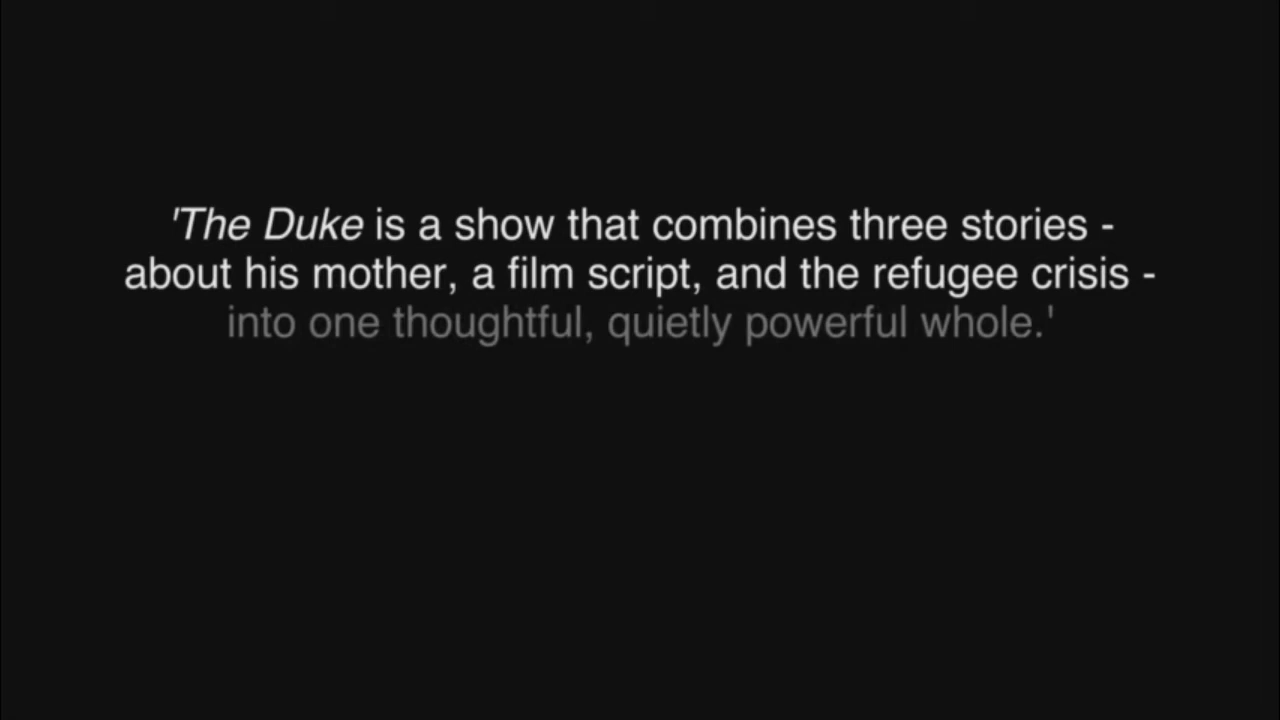 'The Duke is a show that combines three stories -
about his mother, a film script, and the refugee crisis -
into one thoughtful, quietly powerful whole.'